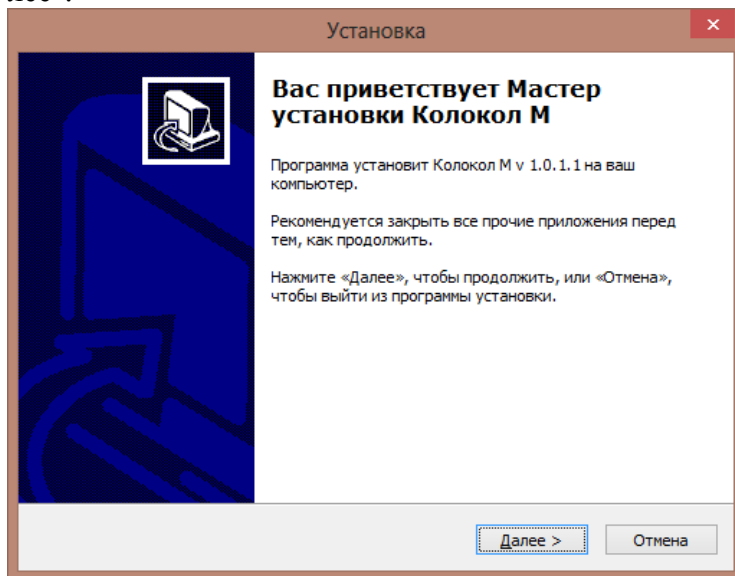 Установка
Вас приветствует Мастер
установки Колокол М
Программа установит Колокол М v 1.0.1.1 на ваш
компьютер.
Рекомендуется закрыть все прочие приложения перед
тем, как продолжить.
Нажмите «Далее», чтобы продолжить, или «Отмена»,
чтобы выйти из программы установки.
Далее >
Отмена